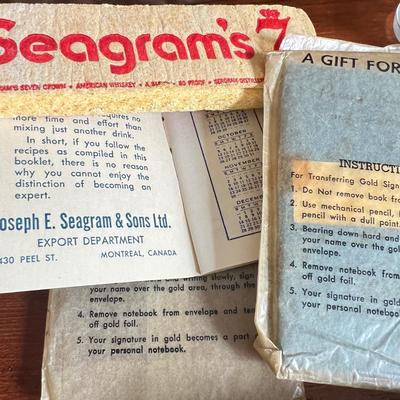 Seagram's 7
SEVEN CROWN • AMERICAN WHISKEY • A • 80 PROOF • SEAGRAM
requires no
more time and effort than
mixing just another drink.
In short, if you follow the
recipes as compiled in this
booklet, there is no reason
why you cannot enjoy the
distinction of becoming an
expert.
Joseph E. Seagram & Sons Ltd.
EXPORT DEPARTMENT
430 PEEL ST. MONTREAL, CANADA
OCTOBER
NOVEMBER
DECEMBER
A GIFT FOR
For Transferring Gold
1. Do not remove book
2. Use mechanical pencil,
pencil with a dull point.
3. Bearing down hard and
your name over the gold
envelope.
4. Remove notebook from
off gold foil.
5. Your signature in gold
your personal notebook.
and writing slowly, sign
your name over the gold area, through the
envelope.
4. Remove notebook from envelope and
off gold foil.
5. Your signature in gold becomes a part
your personal notebook.